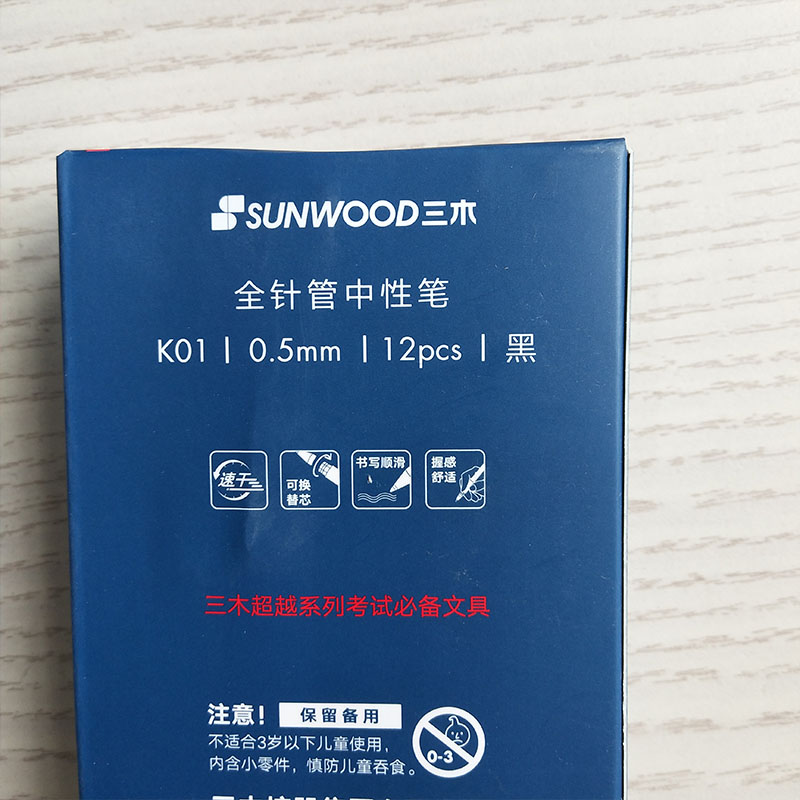 SUNWOOD三木
全针管中性笔
K01 | 0.5mm | 12pcs | 黑
速干
可换
替芯
书写顺滑
握感
舒适
三木超越系列考试必备文具
注意! 保留备用
不适合3岁以下儿童使用,
内含小零件，慎防儿童吞食。
0-3